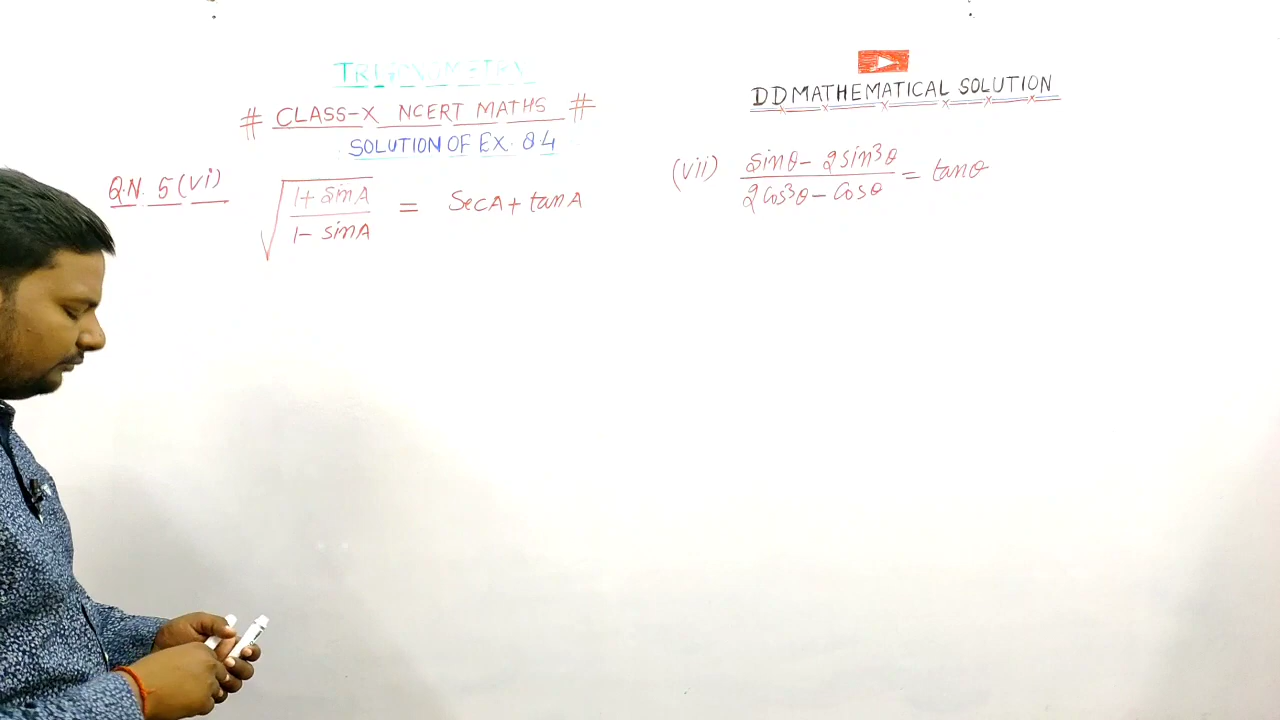 TRIGONOMETRY
# CLASS-X NCERT MATHS #
SOLUTION OF EX. 8.4
DD MATHEMATICAL SOLUTION
Q.N. 5 (vi) √((1 + sinA)/(1 - sinA)) = SecA + tanA
(vii) (sinθ - 2sin³θ)/(2cos³θ - cosθ) = tanθ